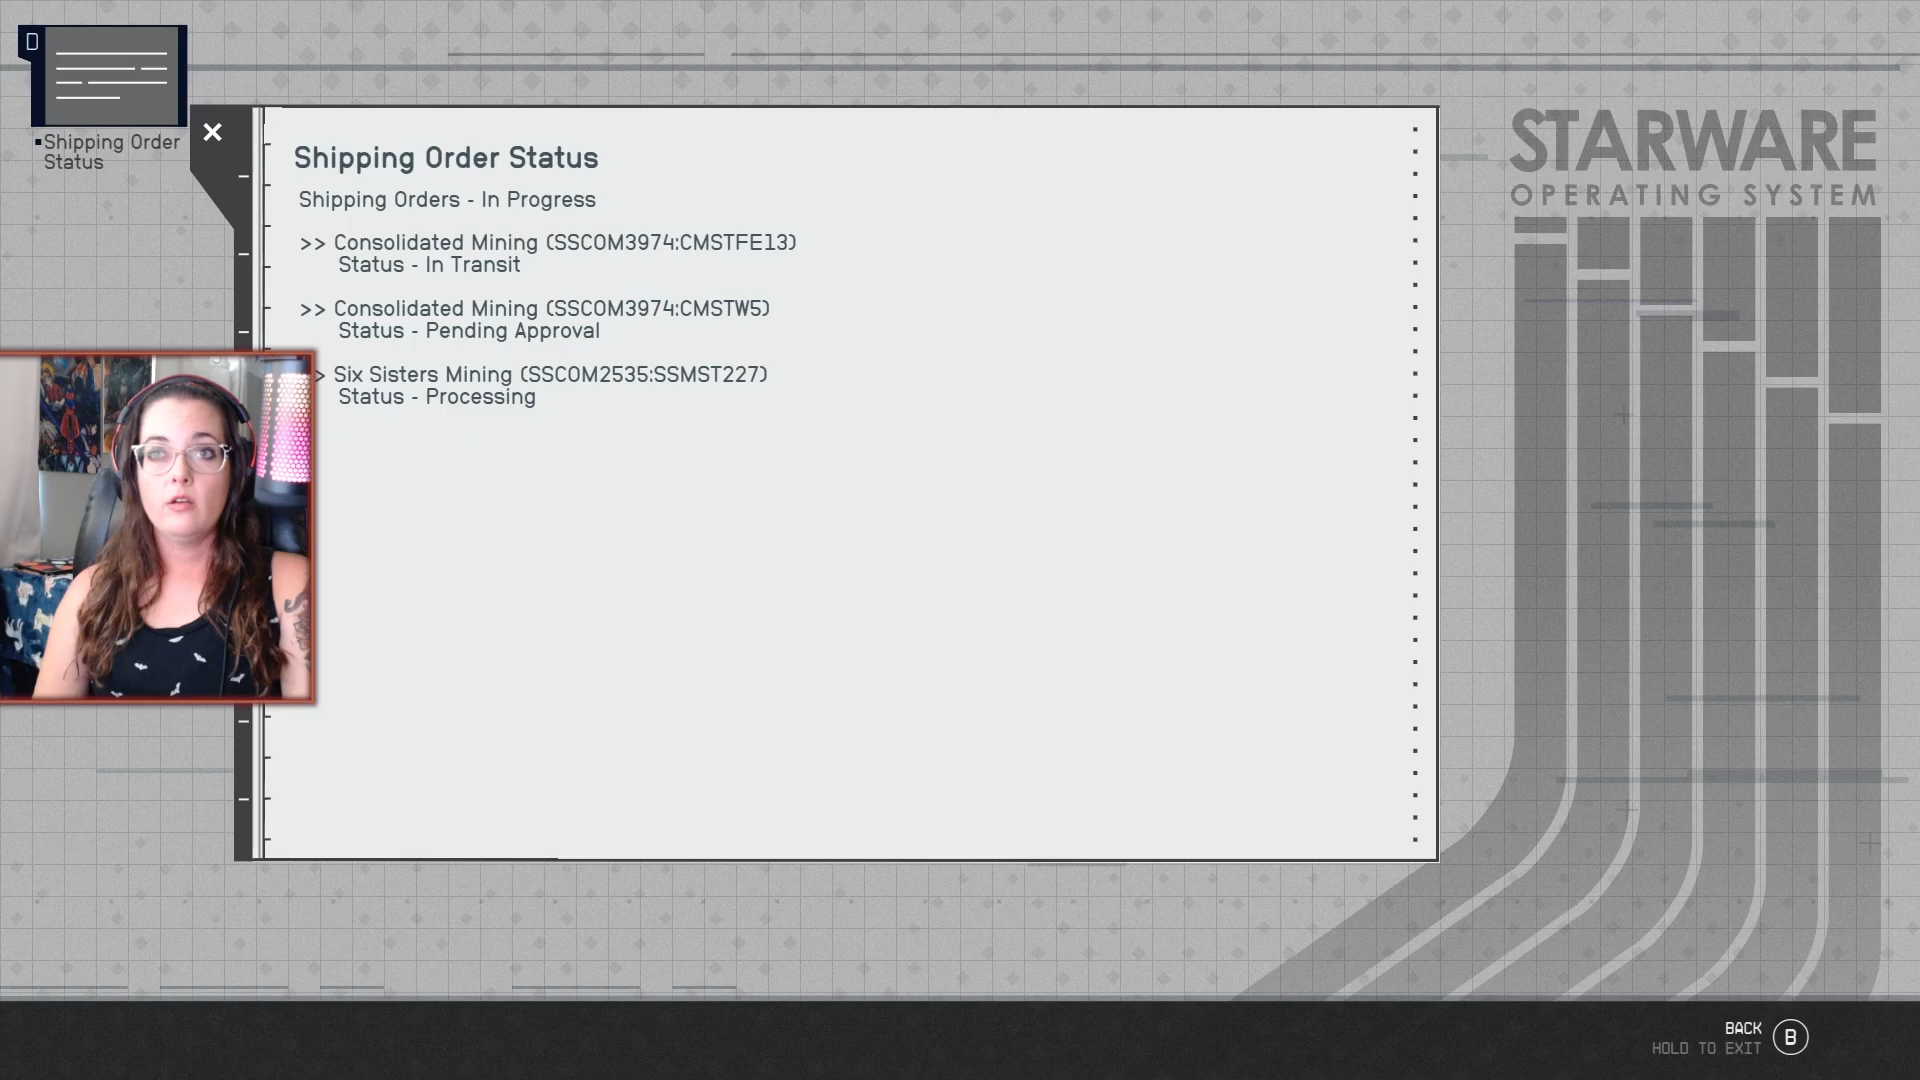 Shipping Order
Status
Shipping Order Status
Shipping Orders - In Progress
>> Consolidated Mining (SSCOM3974:CMSTFE13)
Status - In Transit
>> Consolidated Mining (SSCOM3974:CMSTW5)
Status - Pending Approval
> Six Sisters Mining (SSCOM2535:SSMST227)
Status - Processing
STARWARE
OPERATING SYSTEM
BACK
HOLD TO EXIT
B